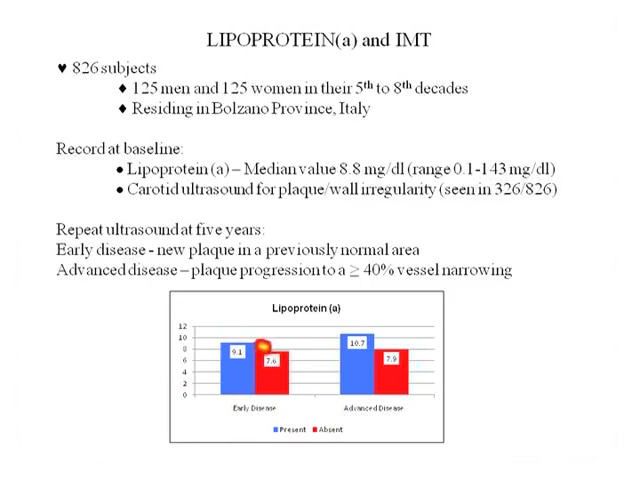 LIPOPROTEIN(a) and IMT
♥ 826 subjects
♦ 125 men and 125 women in their 5th to 8th decades
♦ Residing in Bolzano Province, Italy
Record at baseline:
● Lipoprotein (a) – Median value 8.8 mg/dl (range 0.1-143 mg/dl)
● Carotid ultrasound for plaque/wall irregularity (seen in 326/826)
Repeat ultrasound at five years:
Early disease - new plaque in a previously normal area
Advanced disease – plaque progression to a ≥ 40% vessel narrowing
Lipoprotein (a)
12
10
8
6
4
2
0
9.1
7.6
10.7
7.9
Early Disease
Advanced Disease
Present Absent